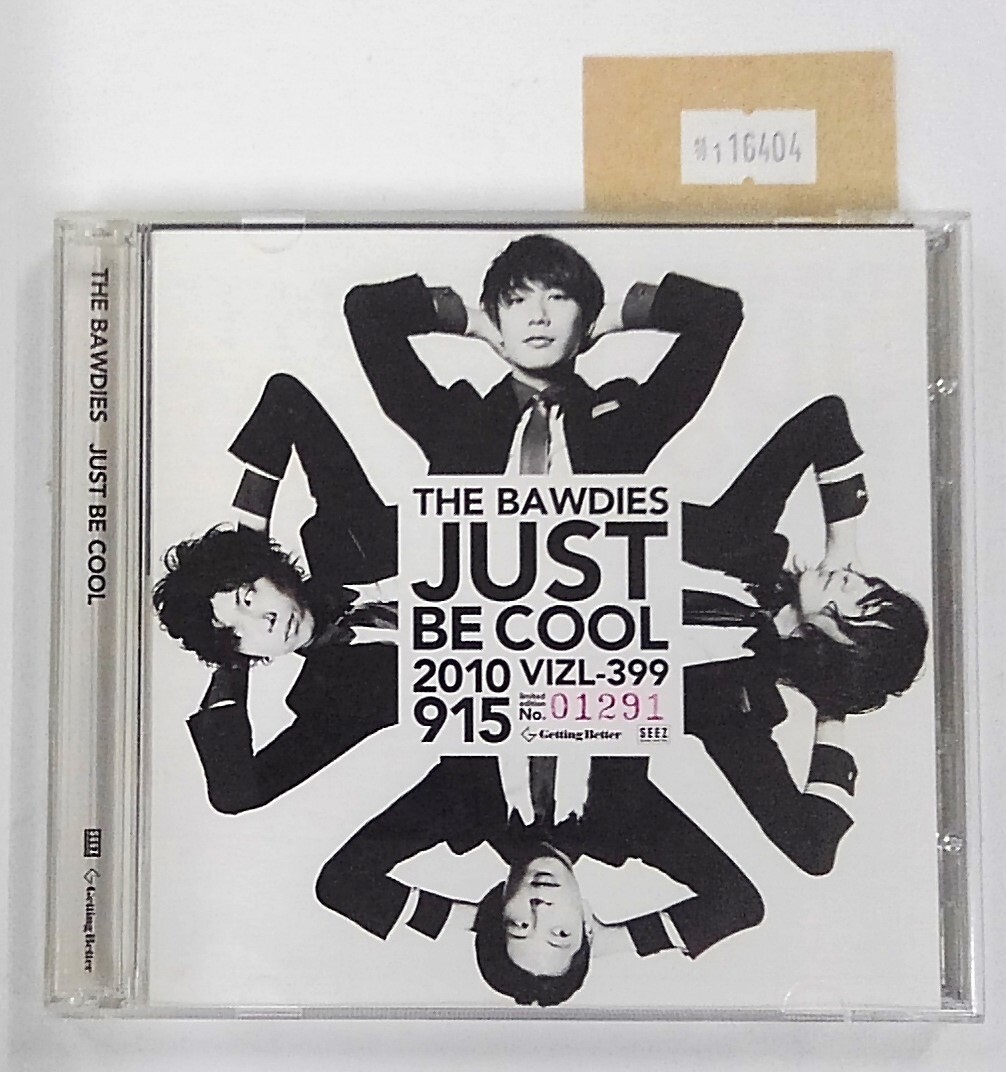 116404
THE BAWDIES JUST BE COOL
SEEZ Getting Better
THE BAWDIES
JUST
BE COOL
2010 VIZL-399
915 limited edition No. 01291
Getting Better SEEZ